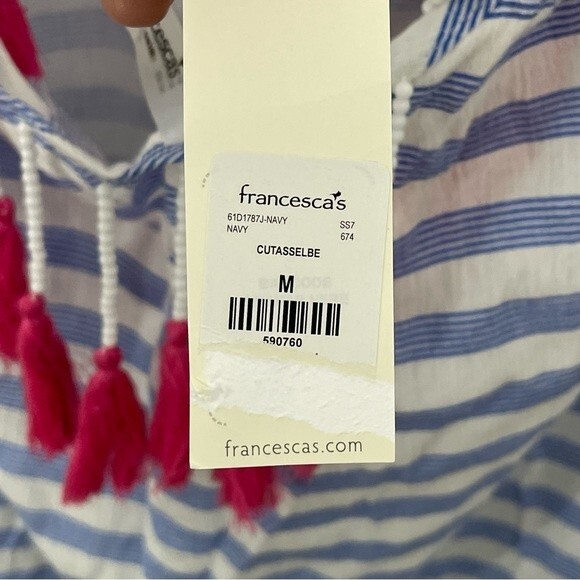 francesca's
61D1787J-NAVY SS7
NAVY 674
CUTASSELBE
M
590760
francescas.com